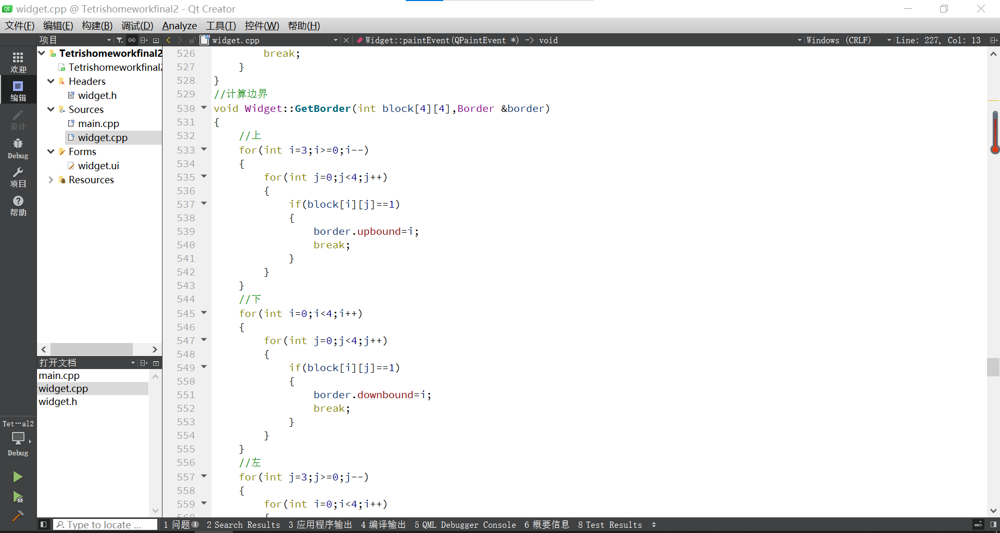 widget.cpp @ Tetrishomeworkfinal2 - Qt Creator
文件(F) 编辑(E) 构建(B) 调试(D) Analyze 工具(T) 控件(W) 帮助(H)
项目
widget.cpp
Widget::paintEvent(QPaintEvent *) -> void
Windows (CRLF)
Line: 227, Col: 13
欢迎
编辑
设计
Debug
项目
帮助
Tetrishomeworkfinal2
Tetrishomeworkfinal2
Headers
widget.h
Sources
main.cpp
widget.cpp
Forms
widget.ui
Resources
打开文档
main.cpp
widget.cpp
widget.h
Tet…al2
Debug
526         break;
527     }
528 }
529 //计算边界
530 void Widget::GetBorder(int block[4][4],Border &border)
531 {
532     //上
533     for(int i=3;i>=0;i--)
534     {
535         for(int j=0;j<4;j++)
536         {
537             if(block[i][j]==1)
538             {
539                 border.upbound=i;
540                 break;
541             }
542         }
543     }
544     //下
545     for(int i=0;i<4;i++)
546     {
547         for(int j=0;j<4;j++)
548         {
549             if(block[i][j]==1)
550             {
551                 border.downbound=i;
552                 break;
553             }
554         }
555     }
556     //左
557     for(int j=3;j>=0;j--)
558     {
559         for(int i=0;i<4;i++)
560         {
Type to locate ...
1 问题 1 2 Search Results 3 应用程序输出 4 编译输出 5 QML Debugger Console 6 概要信息 8 Test Results